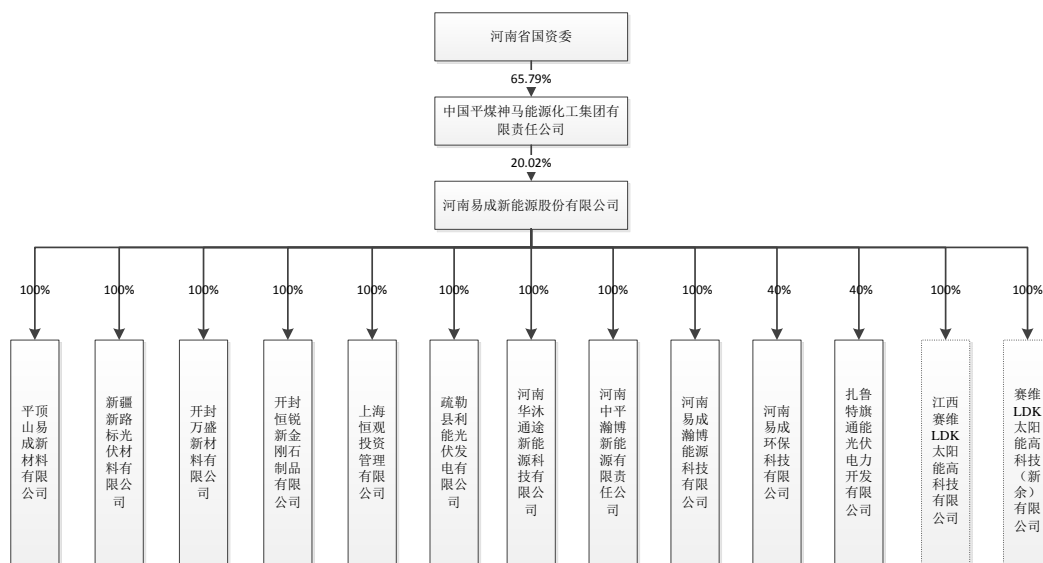 河南省国资委
65.79%
中国平煤神马能源化工集团有
限责任公司
20.02%
河南易成新能源股份有限公司
100%
100%
100%
100%
100%
100%
100%
100%
100%
40%
40%
100%
100%
平顶
山易
成新
材料
有限
公司
新疆
新路
标光
伏材
料有
限公
司
开封
万盛
新材
料有
限公
司
开封
恒锐
新金
刚石
制品
有限
公司
上海
恒观
投资
管理
有限
公司
疏勒
县利
能光
伏发
电有
限公
司
河南
华沐
通途
新能
源科
技有
限公
司
河南
中平
瀚博
新能
源有
限责
任公
司
河南
易成
瀚博
能源
科技
有限
公司
河南
易成
环保
科技
有限
公司
扎鲁
特旗
通能
光伏
电力
开发
有限
公司
江西
赛维
LDK
太阳
能高
科技
有限
公司
赛维
LDK
太阳
能高
科技
（新
余）
有限
公司